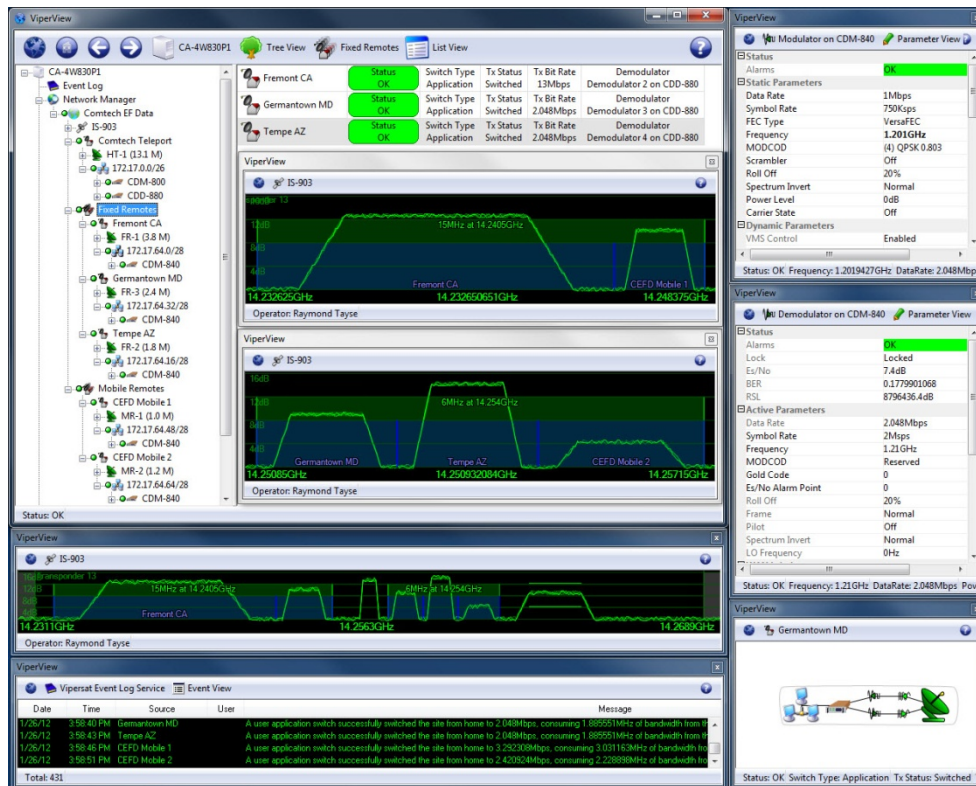 ViperView
CA-4W830P1 Tree View Fixed Remotes List View
CA-4W830P1
Event Log
Network Manager
Comtech EF Data
IS-903
Comtech Teleport
HT-1 (13.1 M)
172.17.0.0/26
CDM-800
CDD-880
Fixed Remotes
Fremont CA
FR-1 (3.8 M)
172.17.64.0/28
CDM-840
Germantown MD
FR-3 (2.4 M)
172.17.64.32/28
CDM-840
Tempe AZ
FR-2 (1.8 M)
172.17.64.16/28
CDM-840
Mobile Remotes
CEFD Mobile 1
MR-1 (1.0 M)
172.17.64.48/28
CDM-840
CEFD Mobile 2
MR-2 (1.2 M)
172.17.64.64/28
CDM-840
Status: OK
Fremont CA Status Switch Type Tx Status Tx Bit Rate Demodulator
OK Application Switched 13Mbps Demodulator 2 on CDD-880
Germantown MD Status Switch Type Tx Status Tx Bit Rate Demodulator
OK Application Switched 2.048Mbps Demodulator 3 on CDD-880
Tempe AZ Status Switch Type Tx Status Tx Bit Rate Demodulator
OK Application Switched 2.048Mbps Demodulator 4 on CDD-880
ViperView
IS-903
12dB 15MHz at 14.2405GHz
8dB
4dB
Fremont CA CEFD Mobile 1
14.232625GHz 14.232650651GHz 14.248375GHz
Operator: Raymond Tayse
ViperView
IS-903
16dB
12dB 6MHz at 14.254GHz
8dB
4dB
Germantown MD Tempe AZ CEFD Mobile 2
14.25085GHz 14.250932084GHz 14.25715GHz
Operator: Raymond Tayse
ViperView
IS-903
Transponder 13
12dB 15MHz at 14.2405GHz 6MHz at 14.254GHz
8dB
4dB Fremont CA
14.2311GHz 14.2563GHz 14.2689GHz
Operator: Raymond Tayse
ViperView
Vipersat Event Log Service Event View
Date Time Source User Message
1/26/12 3:58:40 PM Germantown MD A user application switch successfully switched the site from home to 2.048Mbps, consuming 1.885551MHz of bandwidth from th
1/26/12 3:58:43 PM Tempe AZ A user application switch successfully switched the site from home to 2.048Mbps, consuming 1.885551MHz of bandwidth from th
1/26/12 3:58:46 PM CEFD Mobile 1 A user application switch successfully switched the site from home to 3.292308Mbps, consuming 3.031163MHz of bandwidth fro
1/26/12 3:58:51 PM CEFD Mobile 2 A user application switch successfully switched the site from home to 2.420924Mbps, consuming 2.228898MHz of bandwidth fro
Total: 431
ViperView
Modulator on CDM-840 Parameter View
Status
Alarms OK
Static Parameters
Data Rate 1Mbps
Symbol Rate 750Ksps
FEC Type VersaFEC
Frequency 1.201GHz
MODCOD (4) QPSK 0.803
Scrambler Off
Roll Off 20%
Spectrum Invert Normal
Power Level 0dB
Carrier State Off
Dynamic Parameters
VMS Control Enabled
Status: OK Frequency: 1.2019427GHz DataRate: 2.048Mbp
ViperView
Demodulator on CDM-840 Parameter View
Status
Alarms OK
Lock Locked
Es/No 7.4dB
BER 0.1779901068
RSL 8796436.4dB
Active Parameters
Data Rate 2.048Mbps
Symbol Rate 2Msps
Frequency 1.21GHz
MODCOD Reserved
Gold Code 0
Es/No Alarm Point 0
Roll Off 20%
Frame Normal
Pilot Off
Spectrum Invert Normal
LO Frequency 0Hz
Status: OK Frequency: 1.21GHz DataRate: 2.048Mbps Pow
ViperView
Germantown MD
Status: OK Switch Type: Application Tx Status: Switched